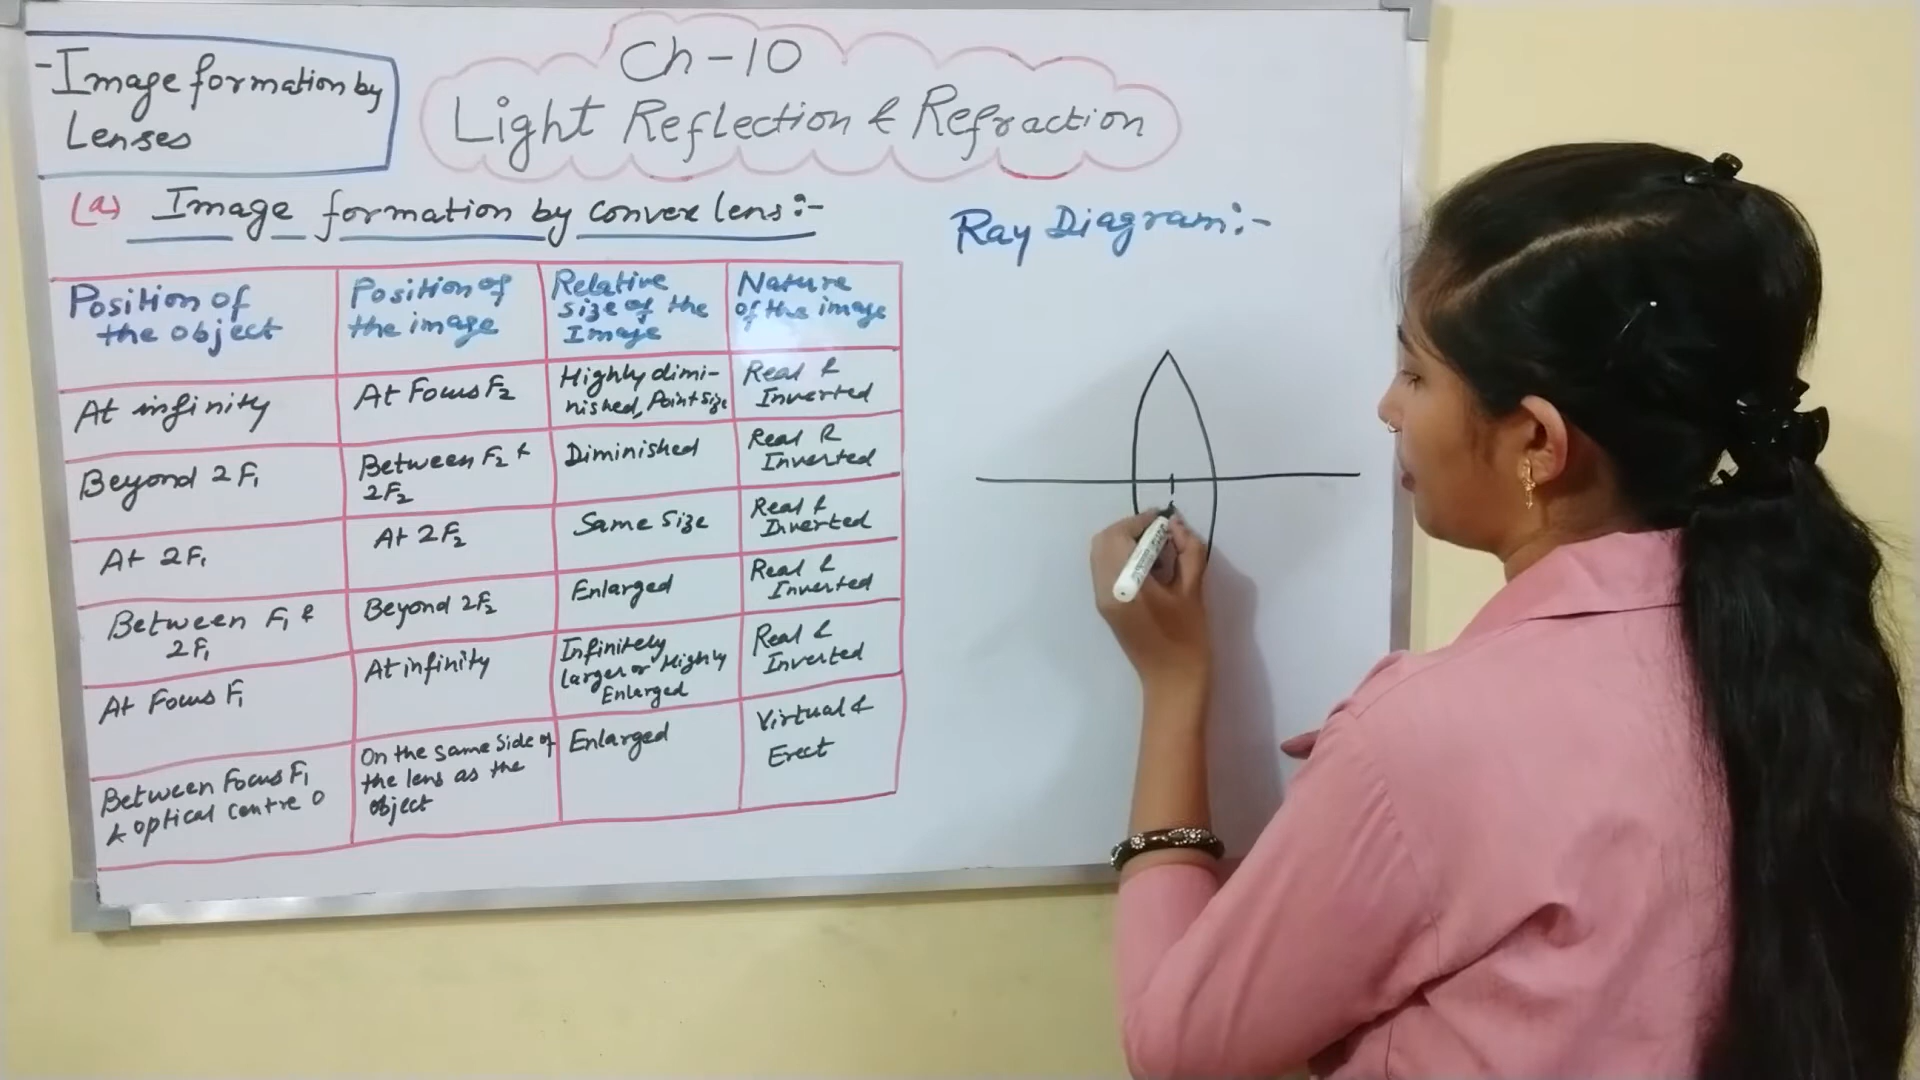 -Image formation by
Lenses
Ch-10
Light Reflection & Refraction
(a) Image formation by convex lens:-
Ray Diagram:-
Position of
the object
Position of
the image
Relative
size of the
Image
Nature
of the image
At infinity
At Focus F₂
Highly dimi-
nished, Point size
Real &
Inverted
Beyond 2F₁
Between F₂ &
2F₂
Diminished
Real &
Inverted
At 2F₁
At 2F₂
Same Size
Real &
Inverted
Between F₁ &
2F₁
Beyond 2F₂
Enlarged
Real &
Inverted
At Focus F₁
At infinity
Infinitely
larger or Highly
Enlarged
Real &
Inverted
Between Focus F₁
& optical centre O
On the same side of
the lens as the
object
Enlarged
Virtual &
Erect